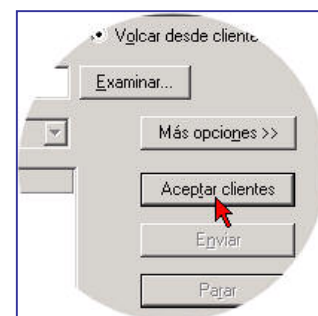 Volcar desde cliente
Examinar...
Más opciones >>
Aceptar clientes
Enviar
Parar